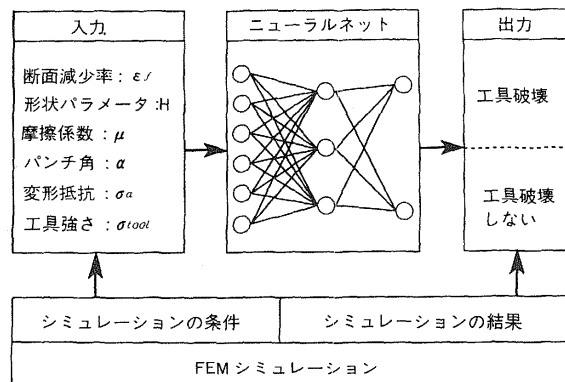 入力
断面減少率：εf
形状パラメータ：H
摩擦係数：μ
パンチ角：α
変形抵抗：σa
工具強さ：σtool
ニューラルネット
出力
工具破壊
工具破壊
しない
シミュレーションの条件
シミュレーションの結果
FEM シミュレーション